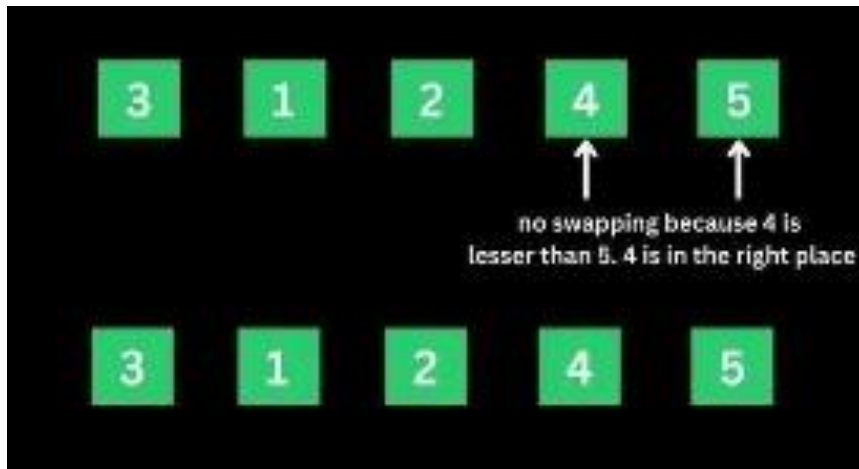 3 1 2 4 5
no swapping because 4 is
lesser than 5. 4 is in the right place
3 1 2 4 5